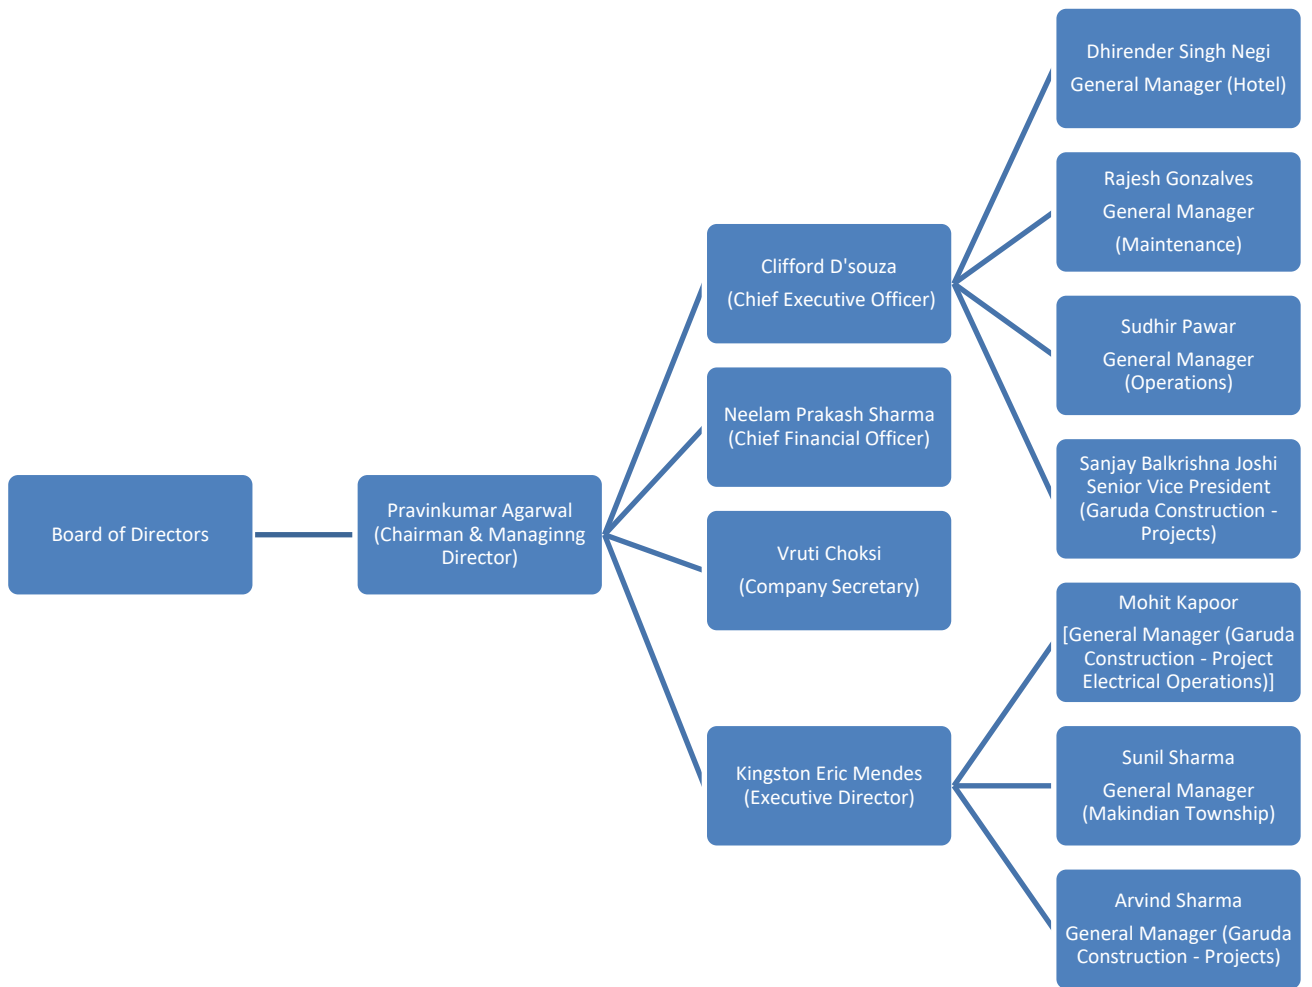 Board of Directors
Pravinkumar Agarwal
(Chairman & Managinng
Director)
Clifford D'souza
(Chief Executive Officer)
Neelam Prakash Sharma
(Chief Financial Officer)
Vruti Choksi
(Company Secretary)
Kingston Eric Mendes
(Executive Director)
Dhirender Singh Negi
General Manager (Hotel)
Rajesh Gonzalves
General Manager
(Maintenance)
Sudhir Pawar
General Manager
(Operations)
Sanjay Balkrishna Joshi
Senior Vice President
(Garuda Construction -
Projects)
Mohit Kapoor
[General Manager (Garuda
Construction - Project
Electrical Operations)]
Sunil Sharma
General Manager
(Makindian Township)
Arvind Sharma
General Manager (Garuda
Construction - Projects)